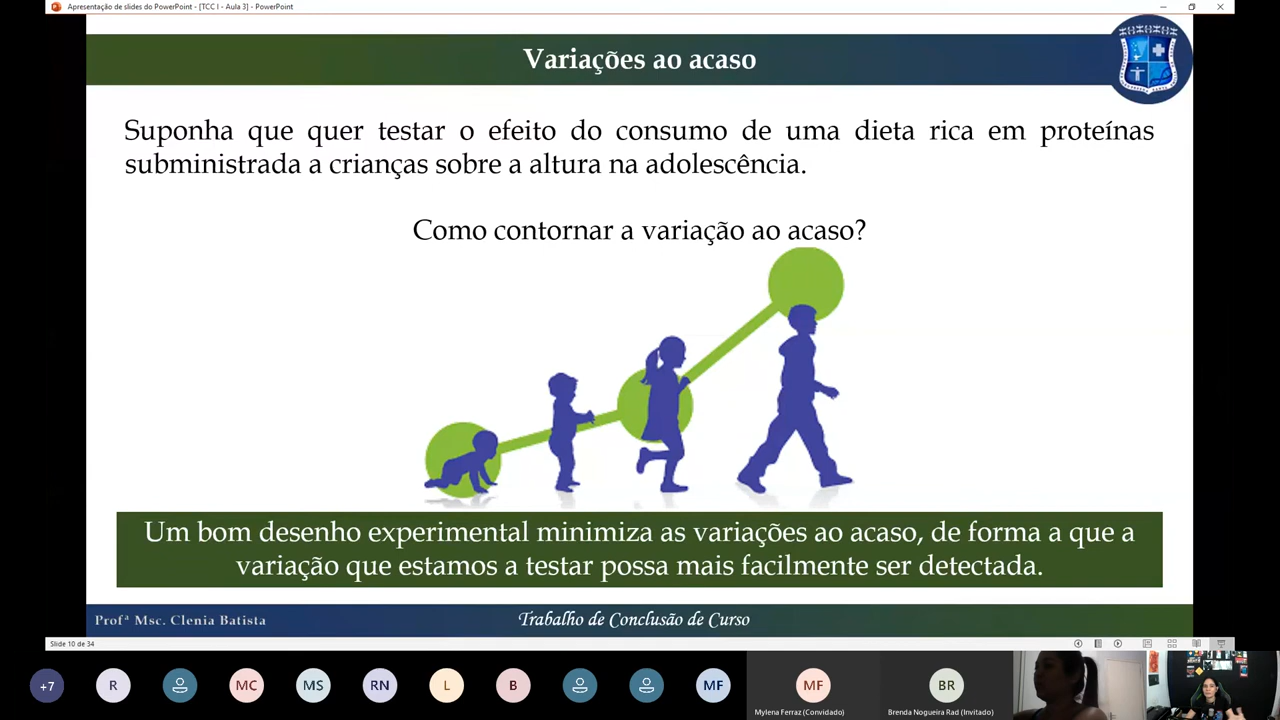 Apresentação de slides do PowerPoint - [TCC I - Aula 3] - PowerPoint
Variações ao acaso
Suponha que quer testar o efeito do consumo de uma dieta rica em proteínas
subministrada a crianças sobre a altura na adolescência.
Como contornar a variação ao acaso?
Um bom desenho experimental minimiza as variações ao acaso, de forma a que a
variação que estamos a testar possa mais facilmente ser detectada.
Profª Msc. Clenia Batista
Trabalho de Conclusão de Curso
Slide 10 de 34
+7
R
MC
MS
RN
L
B
MF
MF
BR
Mylena Ferraz (Convidado)
Brenda Nogueira Rad (Invitado)